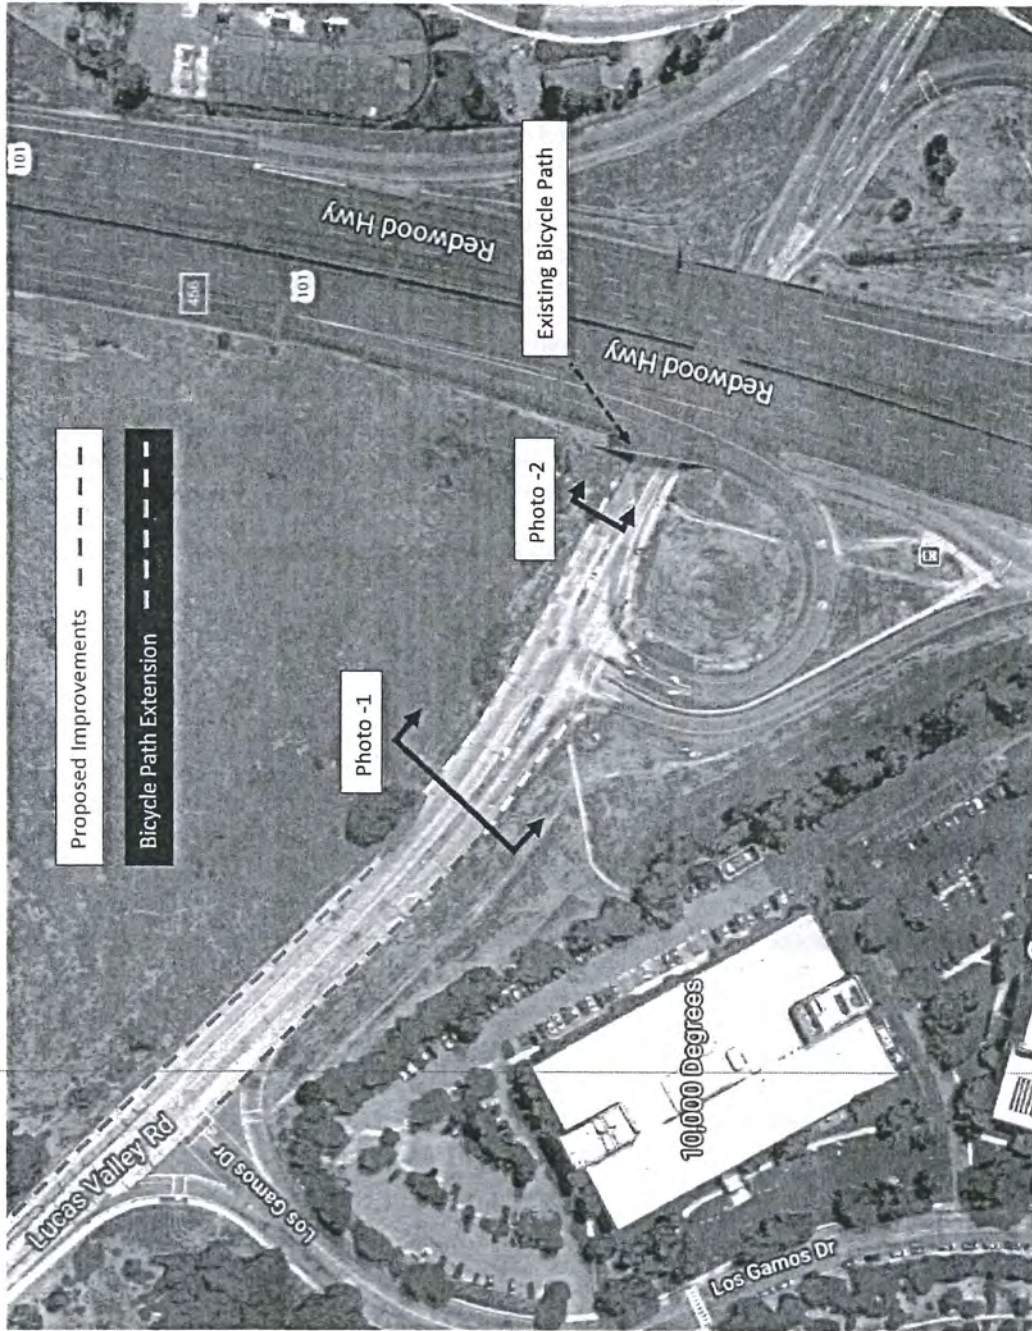 Proposed Improvements
Bicycle Path Extension
Lucas Valley Rd
Los Gamos Dr
Photo -1
Photo -2
Existing Bicycle Path
456
101
101
Redwood Hwy
Redwood Hwy
10,000 Degrees
Los Gamos Dr